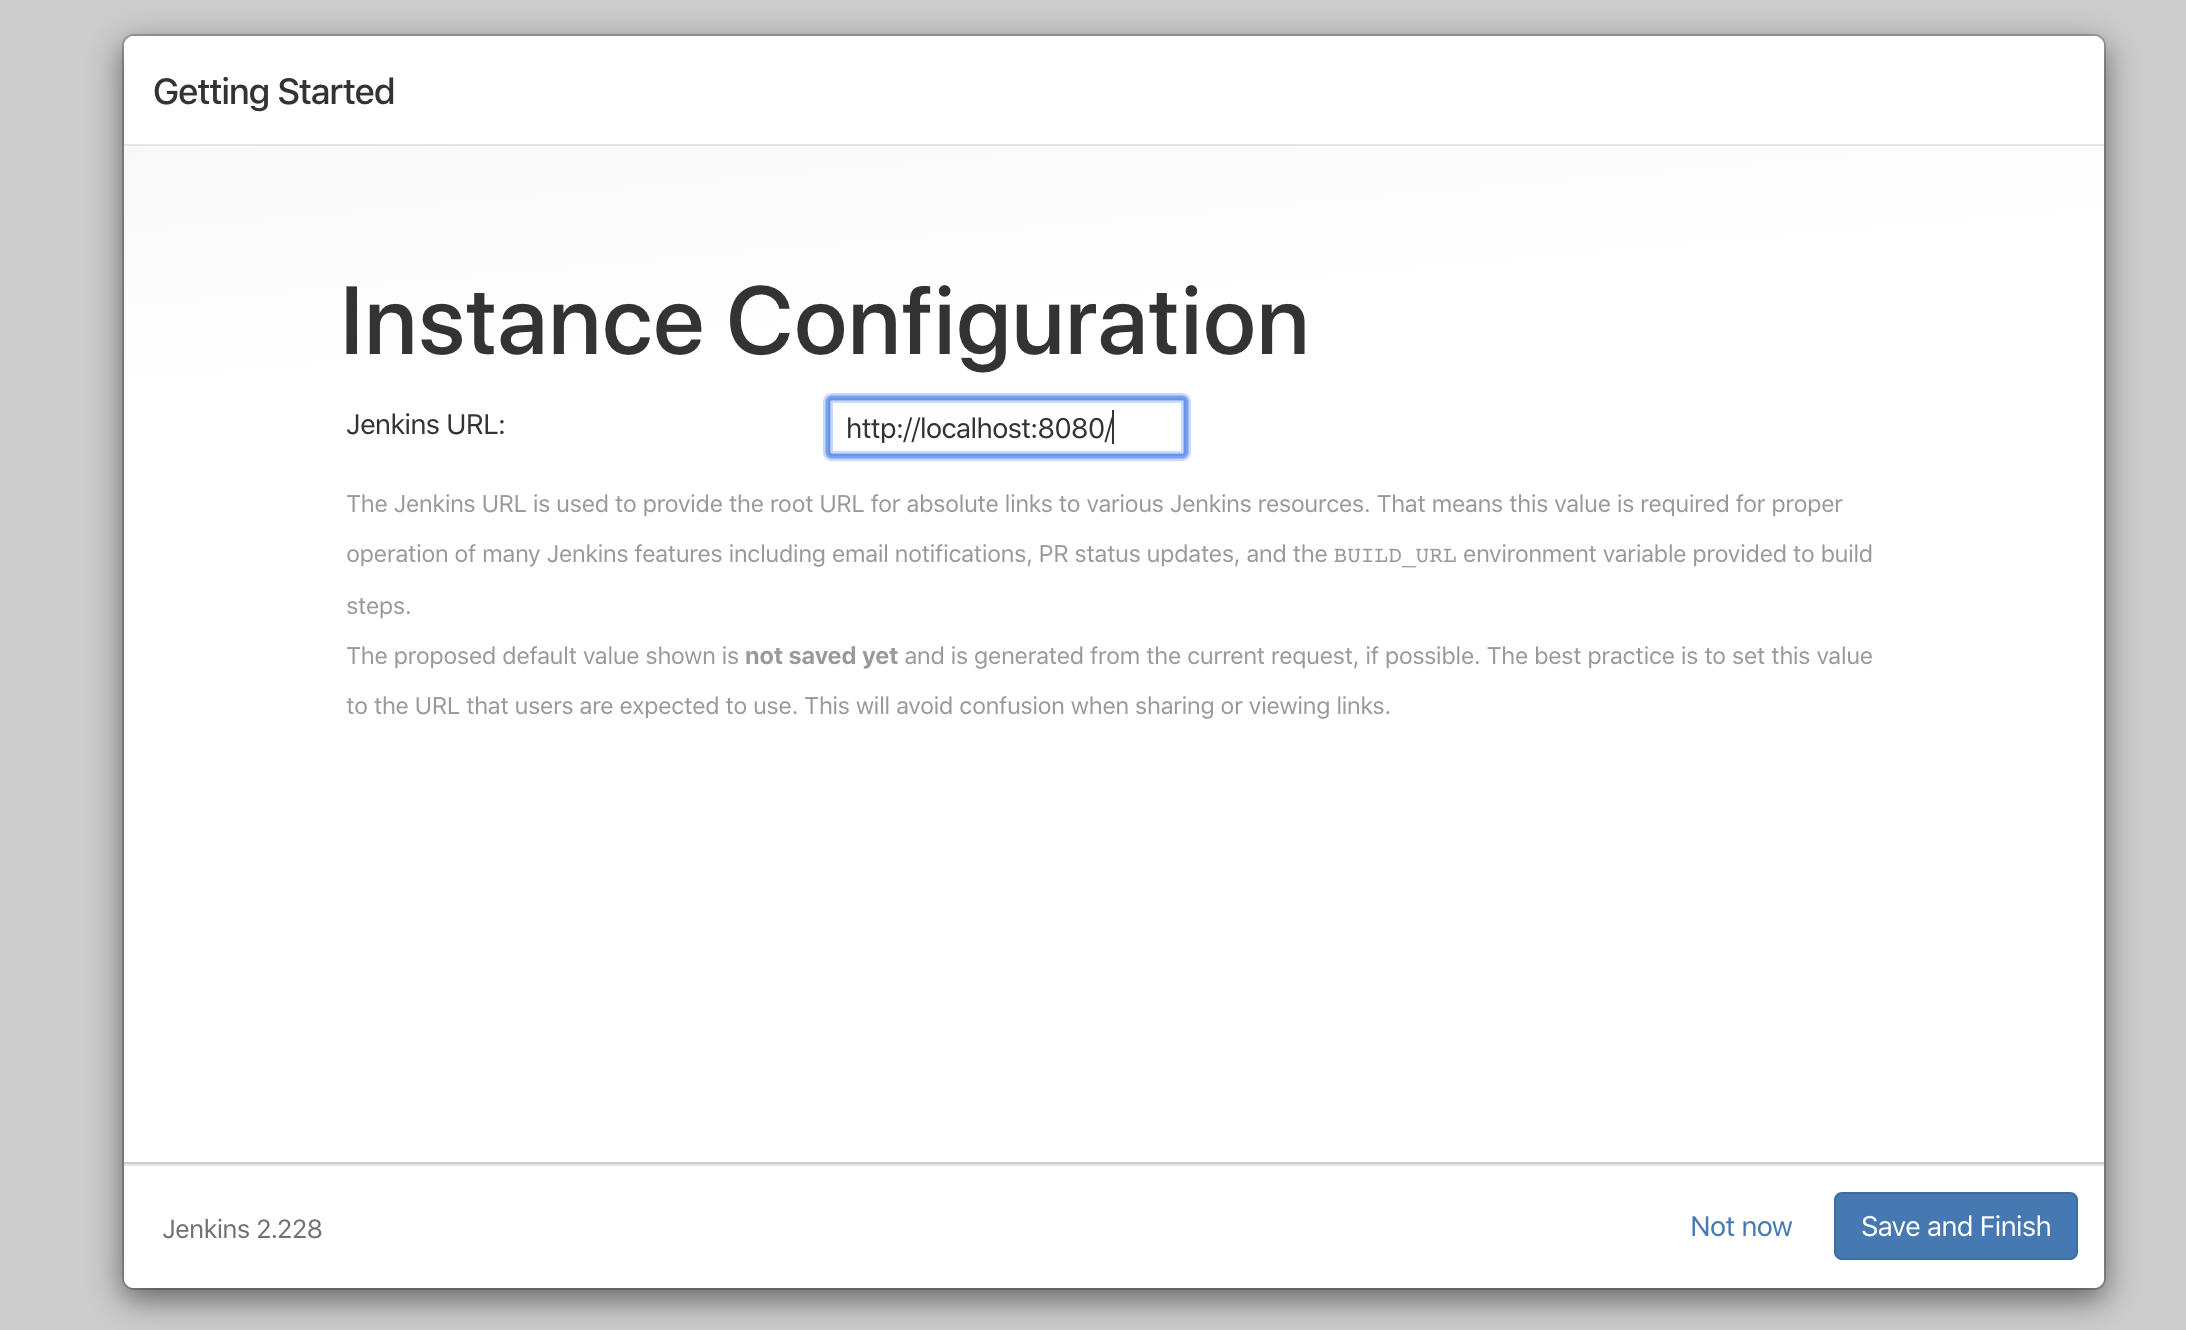 Getting Started
Instance Configuration
Jenkins URL:
http://localhost:8080/
The Jenkins URL is used to provide the root URL for absolute links to various Jenkins resources. That means this value is required for proper
operation of many Jenkins features including email notifications, PR status updates, and the BUILD_URL environment variable provided to build
steps.
The proposed default value shown is not saved yet and is generated from the current request, if possible. The best practice is to set this value
to the URL that users are expected to use. This will avoid confusion when sharing or viewing links.
Jenkins 2.228
Not now
Save and Finish